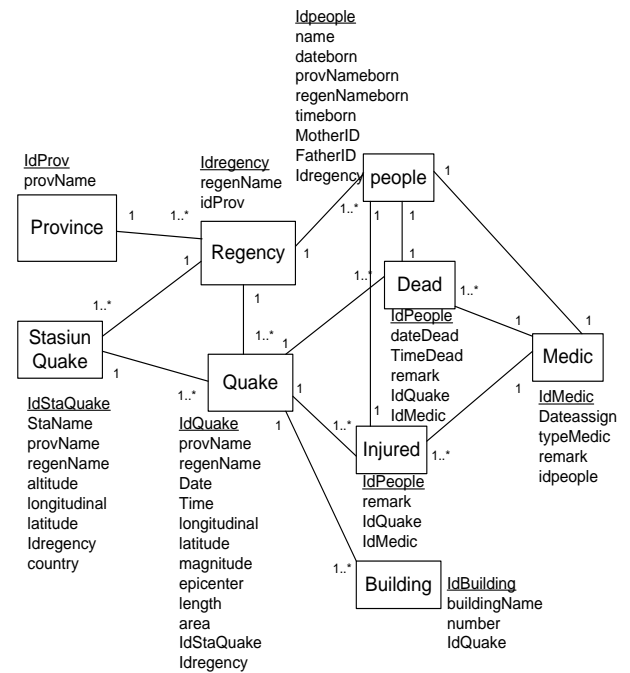 Idpeople
name
dateborn
provNameborn
regenNameborn
timeborn
MotherID
FatherID
Idregency
people
IdProv
provName
Province
Idregency
regenName
idProv
Regency
1
1..*
1
1..*
1
1
1
1
1
1..*
1
1..*
1..*
1
Stasiun
Quake
1
1..*
IdStaQuake
StaName
provName
regenName
altitude
longitudinal
latitude
Idregency
country
Quake
1
1
1
IdQuake
provName
regenName
Date
Time
longitudinal
latitude
magnitude
epicenter
length
area
IdStaQuake
Idregency
Dead
1..*
1..*
IdPeople
dateDead
TimeDead
remark
IdQuake
IdMedic
1
1
1
Medic
IdMedic
Dateassign
typeMedic
remark
idpeople
1
1..*
1..*
Injured
IdPeople
remark
IdQuake
IdMedic
1..*
Building
IdBuilding
buildingName
number
IdQuake